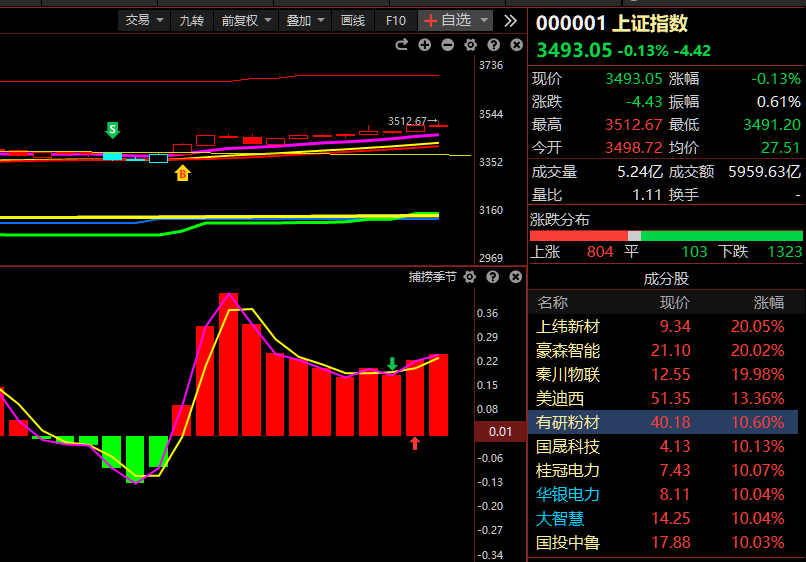 交易 九转 前复权 叠加 画线 F10 +自选
000001 上证指数
3493.05 -0.13% -4.42
现价 3493.05 涨幅 -0.13%
涨跌 -4.43 振幅 0.61%
最高 3512.67 最低 3491.20
今开 3498.72 均价 27.51
成交量 5.24亿 成交额 5959.63亿
量比 1.11 换手 -
涨跌分布
上涨 804 平 103 下跌 1323
成分股
名称 现价 涨幅
上纬新材 9.34 20.05%
豪森智能 21.10 20.02%
秦川物联 12.55 19.98%
美迪西 51.35 13.36%
有研粉材 40.18 10.60%
国晟科技 4.13 10.13%
桂冠电力 7.43 10.07%
华银电力 8.11 10.04%
大智慧 14.25 10.04%
国投中鲁 17.88 10.03%
3736
3544
3352
3160
2969
3512.67→
S
B
捕捞季节
0.36
0.29
0.22
0.15
0.08
0.01
-0.06
-0.13
-0.20
-0.27
-0.34